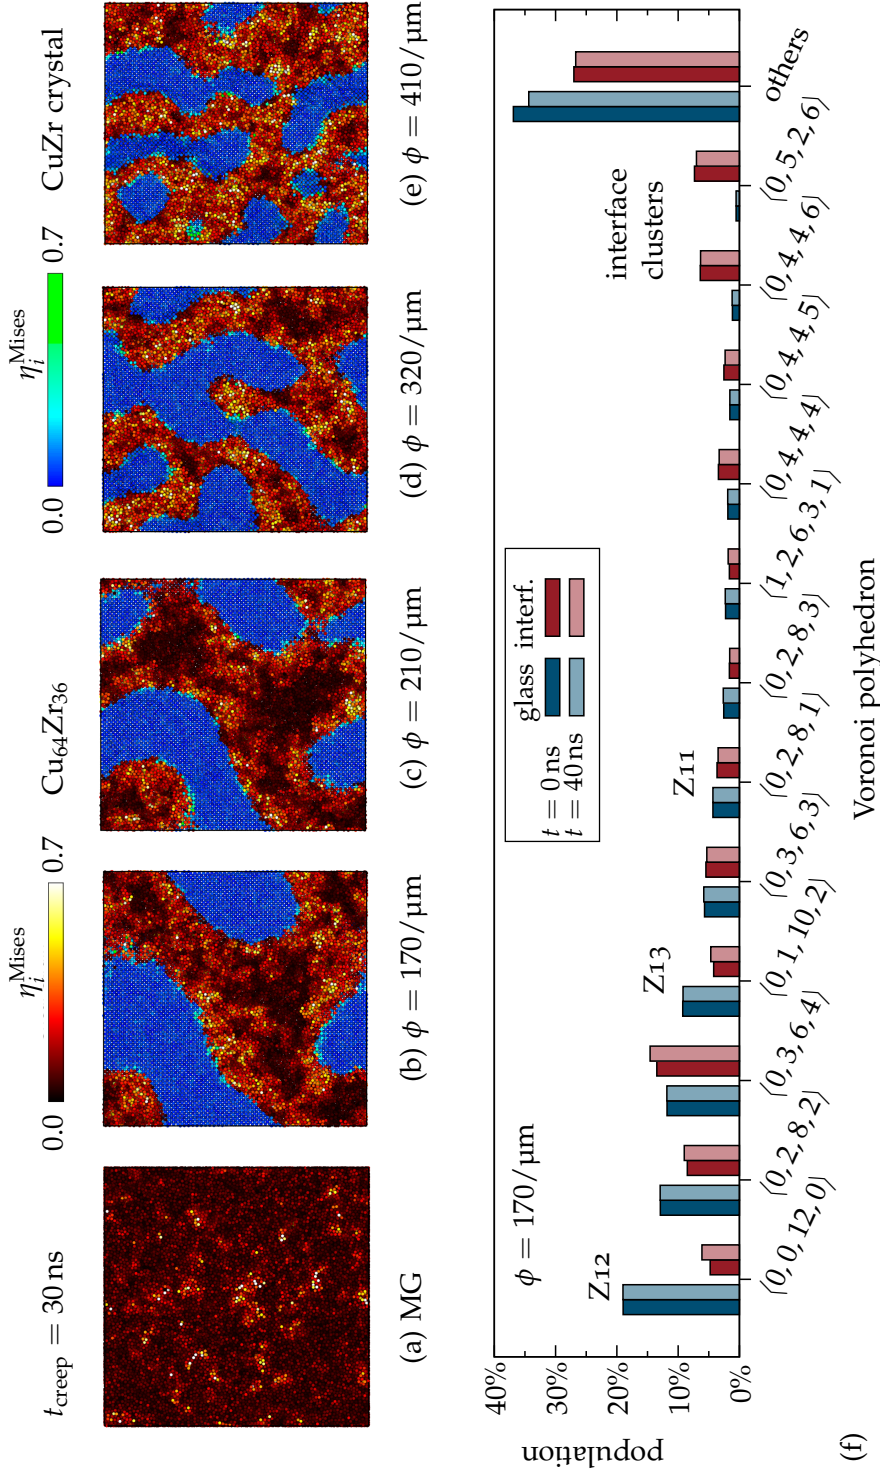 t_creep = 30 ns
Cu₆₄Zr₃₆
η_i^Mises
0.0 0.7
CuZr crystal
η_i^Mises
0.0 0.7
(a) MG
(b) ϕ = 170/µm
(c) ϕ = 210/µm
(d) ϕ = 320/µm
(e) ϕ = 410/µm
(f)
population
40%
30%
20%
10%
0%
ϕ = 170/µm
Z12
Z13
Z11
interface
clusters
glass interf.
t = 0 ns
t = 40 ns
⟨0, 0, 12, 0⟩
⟨0, 2, 8, 2⟩
⟨0, 3, 6, 4⟩
⟨0, 1, 10, 2⟩
⟨0, 3, 6, 3⟩
⟨0, 2, 8, 1⟩
⟨0, 2, 8, 3⟩
⟨1, 2, 6, 3, 1⟩
⟨0, 4, 4, 4⟩
⟨0, 4, 4, 5⟩
⟨0, 4, 4, 6⟩
⟨0, 5, 2, 6⟩
others
Voronoi polyhedron